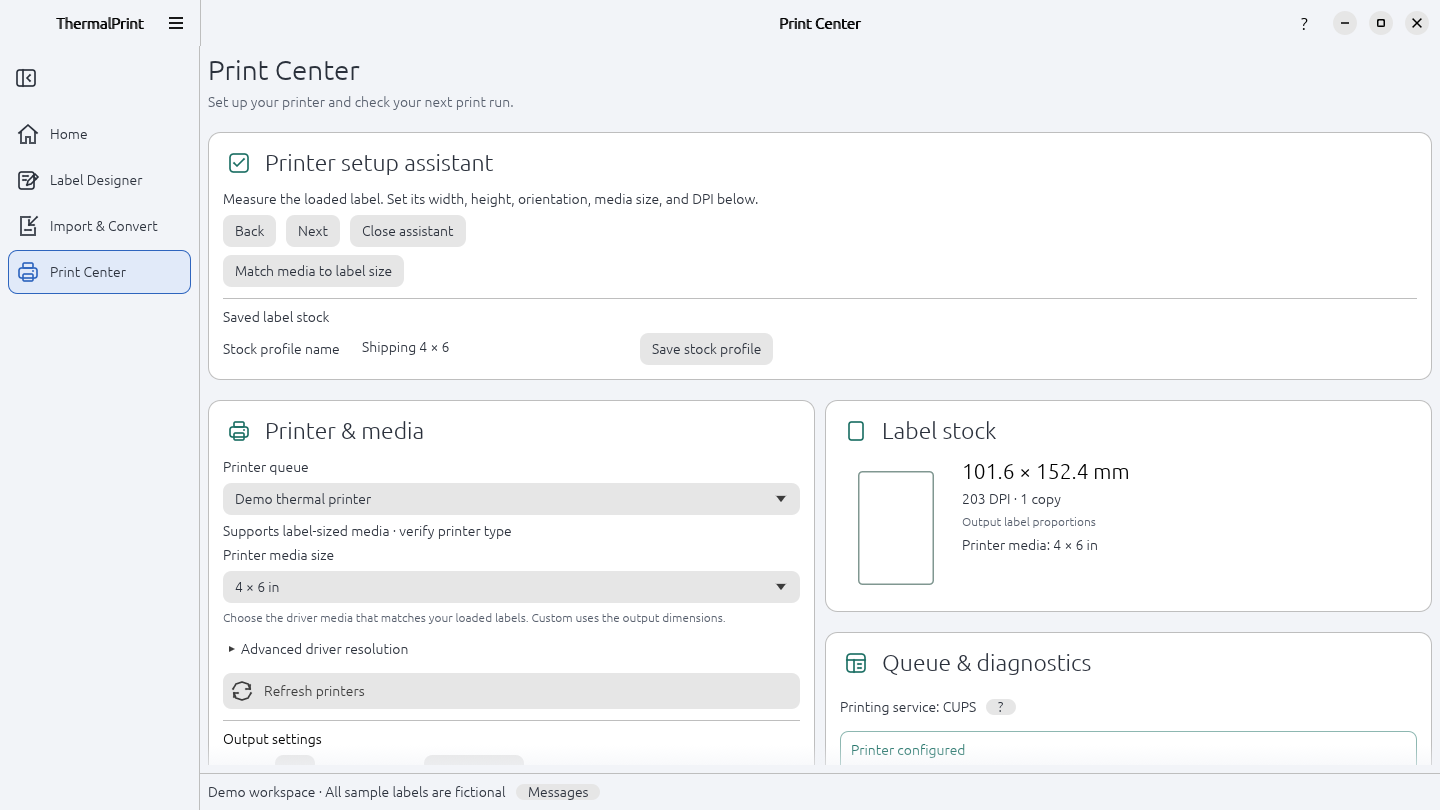 ThermalPrint
Print Center
?
Home
Label Designer
Import & Convert
Print Center
Print Center
Set up your printer and check your next print run.
Printer setup assistant
Measure the loaded label. Set its width, height, orientation, media size, and DPI below.
Back Next Close assistant
Match media to label size
Saved label stock
Stock profile name Shipping 4 × 6 Save stock profile
Printer & media
Printer queue
Demo thermal printer
Supports label-sized media · verify printer type
Printer media size
4 × 6 in
Choose the driver media that matches your loaded labels. Custom uses the output dimensions.
Advanced driver resolution
Refresh printers
Output settings
Label stock
101.6 × 152.4 mm
203 DPI · 1 copy
Output label proportions
Printer media: 4 × 6 in
Queue & diagnostics
Printing service: CUPS ?
Printer configured
Demo workspace · All sample labels are fictional Messages